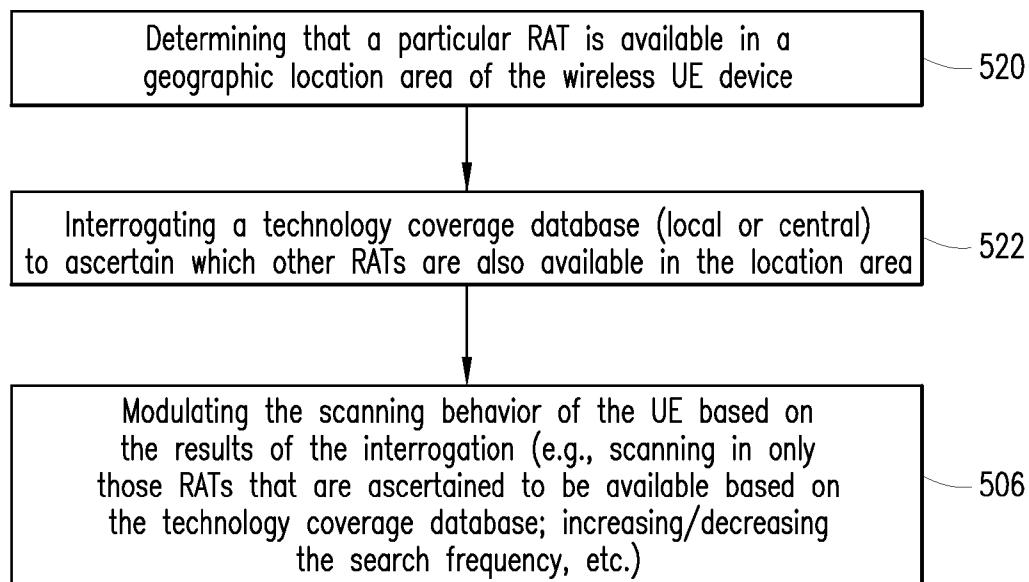 Determining that a particular RAT is available in a
geographic location area of the wireless UE device
520
Interrogating a technology coverage database (local or central)
to ascertain which other RATs are also available in the location area
522
Modulating the scanning behavior of the UE based on
the results of the interrogation (e.g., scanning in only
those RATs that are ascertained to be available based on
the technology coverage database; increasing/decreasing
the search frequency, etc.)
506